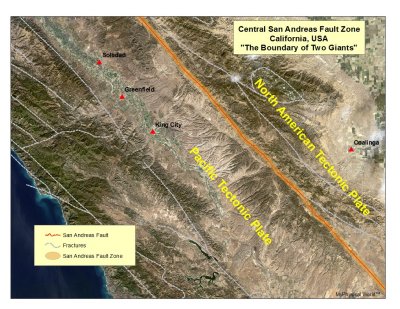 Central San Andreas Fault Zone
California, USA
"The Boundary of Two Giants"
Soledad
Greenfield
King City
North American Tectonic Plate
Coalinga
Pacific Tectonic Plate
San Andreas Fault
Fractures
San Andreas Fault Zone